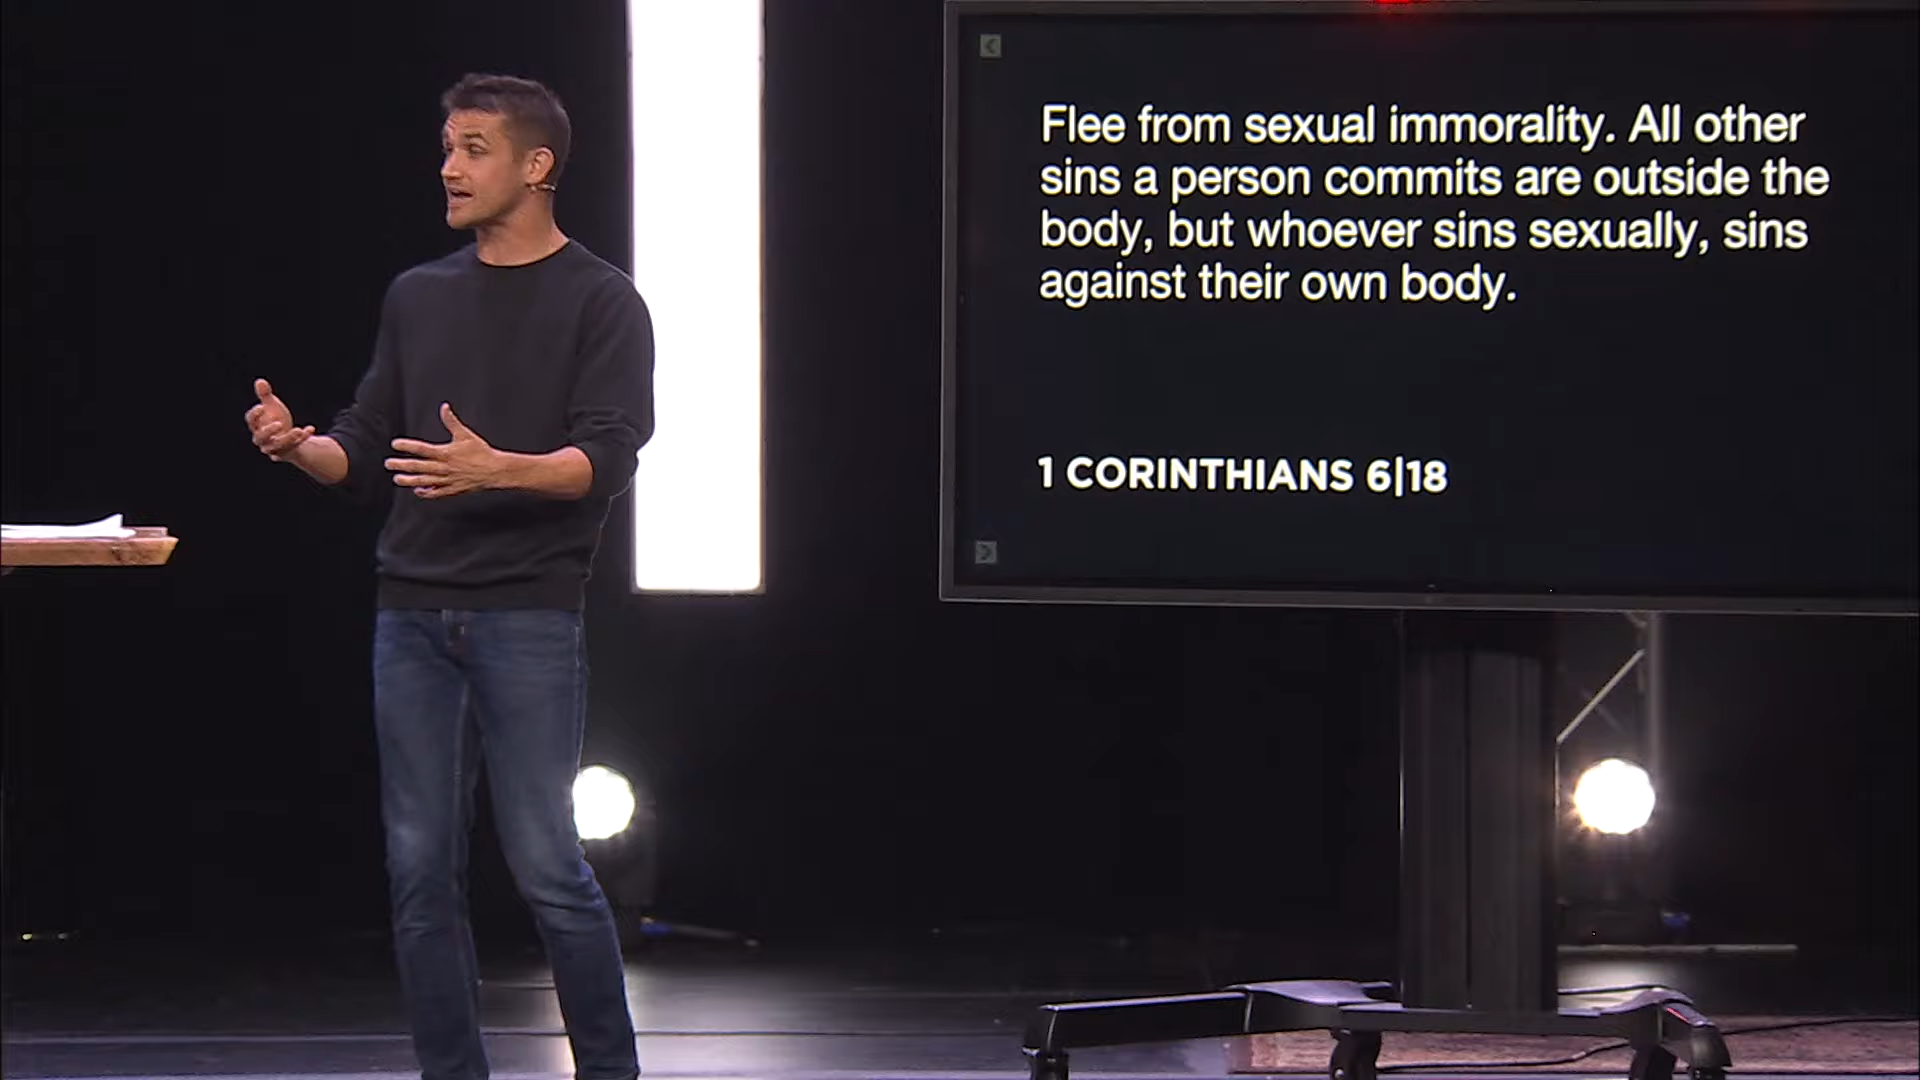 Flee from sexual immorality. All other
sins a person commits are outside the
body, but whoever sins sexually, sins
against their own body.
1 CORINTHIANS 6|18